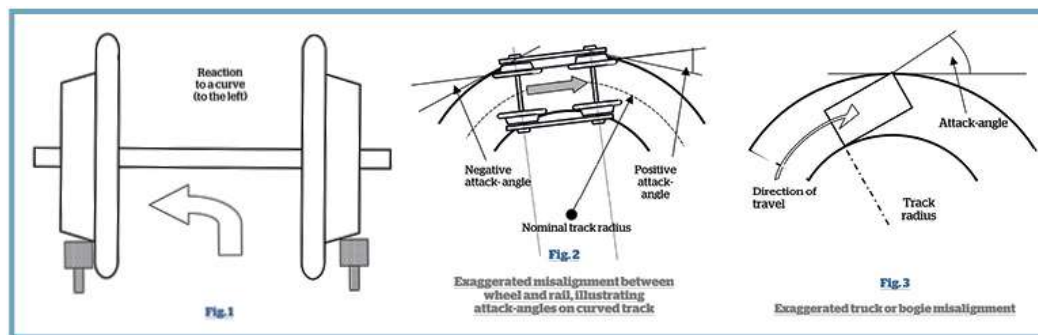 Reaction
to a curve
(to the left)
Fig.1
Negative
attack-angle
Positive
attack-
angle
Nominal track radius
Fig.2
Exaggerated misalignment between
wheel and rail, illustrating
attack-angles on curved track
Attack-angle
Direction of
travel
Track
radius
Fig.3
Exaggerated truck or bogie misalignment